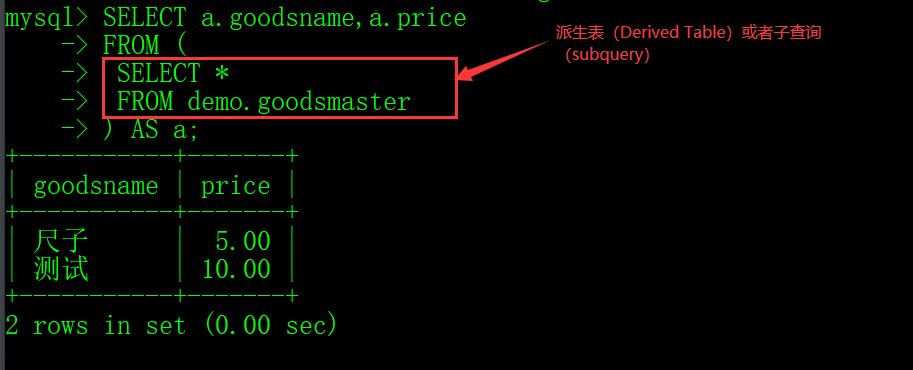 mysql> SELECT a.goodsname,a.price
-> FROM (
-> SELECT *
-> FROM demo.goodsmaster
-> ) AS a;
派生表（Derived Table）或者子查询
（subquery）
+-----------+-------+
| goodsname | price |
+-----------+-------+
| 尺子 | 5.00 |
| 测试 | 10.00 |
+-----------+-------+
2 rows in set (0.00 sec)